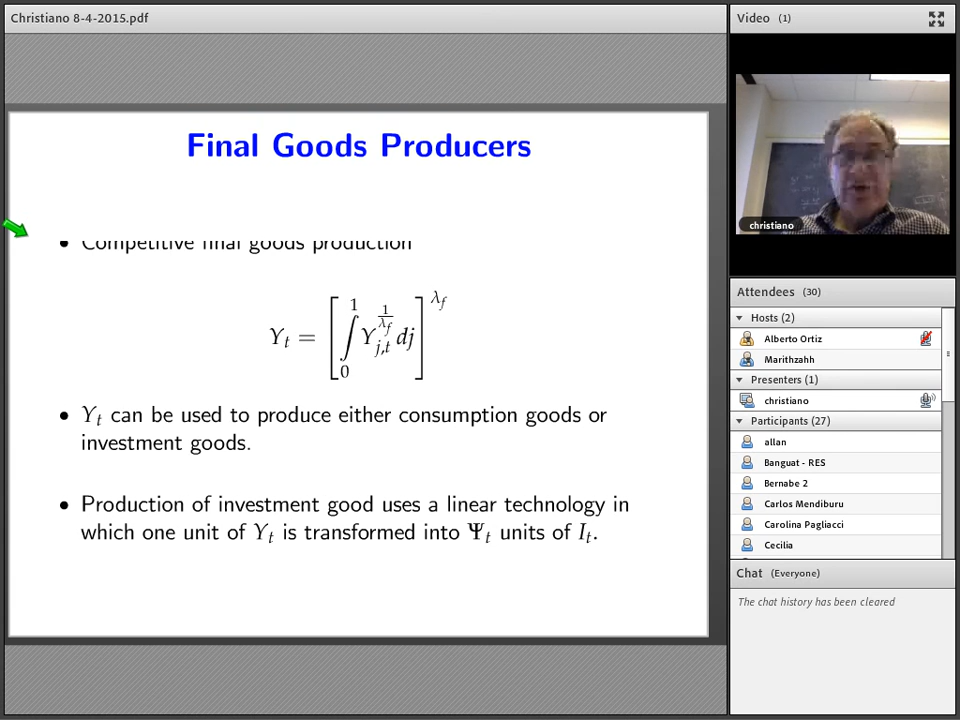 Christiano 8-4-2015.pdf
Final Goods Producers
• Competitive final goods production
Y_t = [∫_0^1 Y_{j,t}^{1/λ_f} dj]^{λ_f}
• Y_t can be used to produce either consumption goods or
investment goods.
• Production of investment good uses a linear technology in
which one unit of Y_t is transformed into Ψ_t units of I_t.
Video (1)
christiano
Attendees (30)
Hosts (2)
Alberto Ortiz
Marithzahh
Presenters (1)
christiano
Participants (27)
allan
Banguat - RES
Bernabe 2
Carlos Mendiburu
Carolina Pagliacci
Cecilia
Chat (Everyone)
The chat history has been cleared